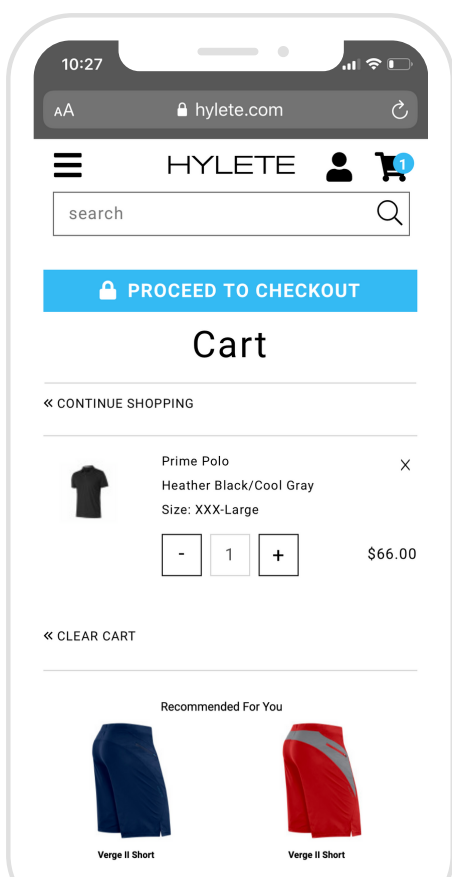 10:27
AA
hylete.com
HYLETE
1
search
PROCEED TO CHECKOUT
Cart
« CONTINUE SHOPPING
Prime Polo
X
Heather Black/Cool Gray
Size: XXX-Large
- 1 + $66.00
« CLEAR CART
Recommended For You
Verge II Short Verge II Short